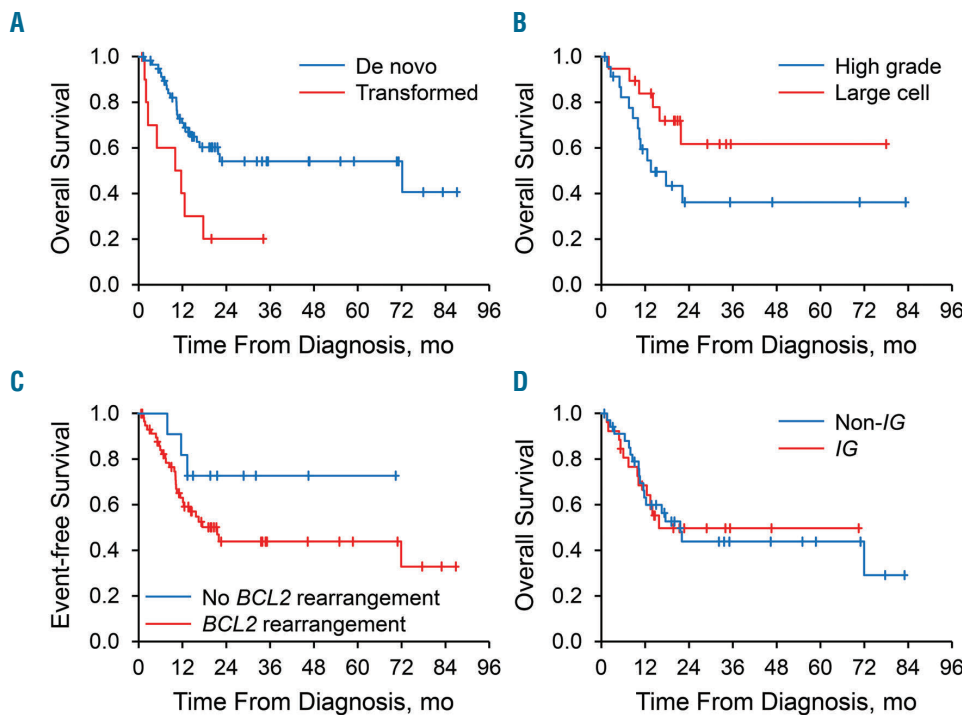 A
Overall Survival
1.0
0.8
0.6
0.4
0.2
0.0
De novo
Transformed
0 12 24 36 48 60 72 84 96
Time From Diagnosis, mo
B
Overall Survival
1.0
0.8
0.6
0.4
0.2
0.0
High grade
Large cell
0 12 24 36 48 60 72 84 96
Time From Diagnosis, mo
C
Event-free Survival
1.0
0.8
0.6
0.4
0.2
0.0
No BCL2 rearrangement
BCL2 rearrangement
0 12 24 36 48 60 72 84 96
Time From Diagnosis, mo
D
Overall Survival
1.0
0.8
0.6
0.4
0.2
0.0
Non-IG
IG
0 12 24 36 48 60 72 84 96
Time From Diagnosis, mo